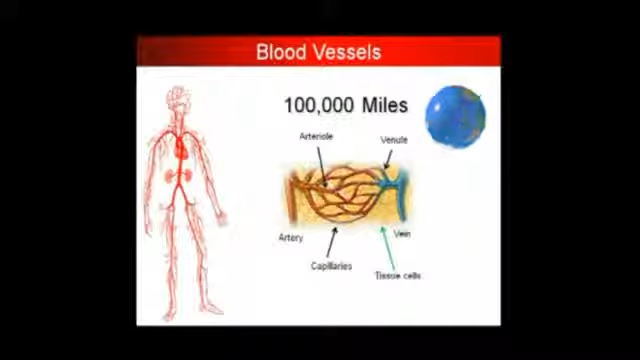 Blood Vessels
100,000 Miles
Arteriole
Venule
Artery
Vein
Capillaries
Tissue cells